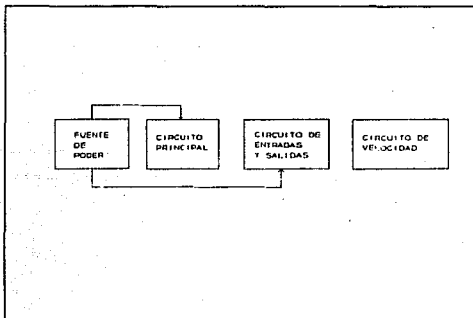 FUENTE
DE
PODER
CIRCUITO
PRINCIPAL
CIRCUITO DE
ENTRADAS
Y SALIDAS
CIRCUITO DE
VELOCIDAD